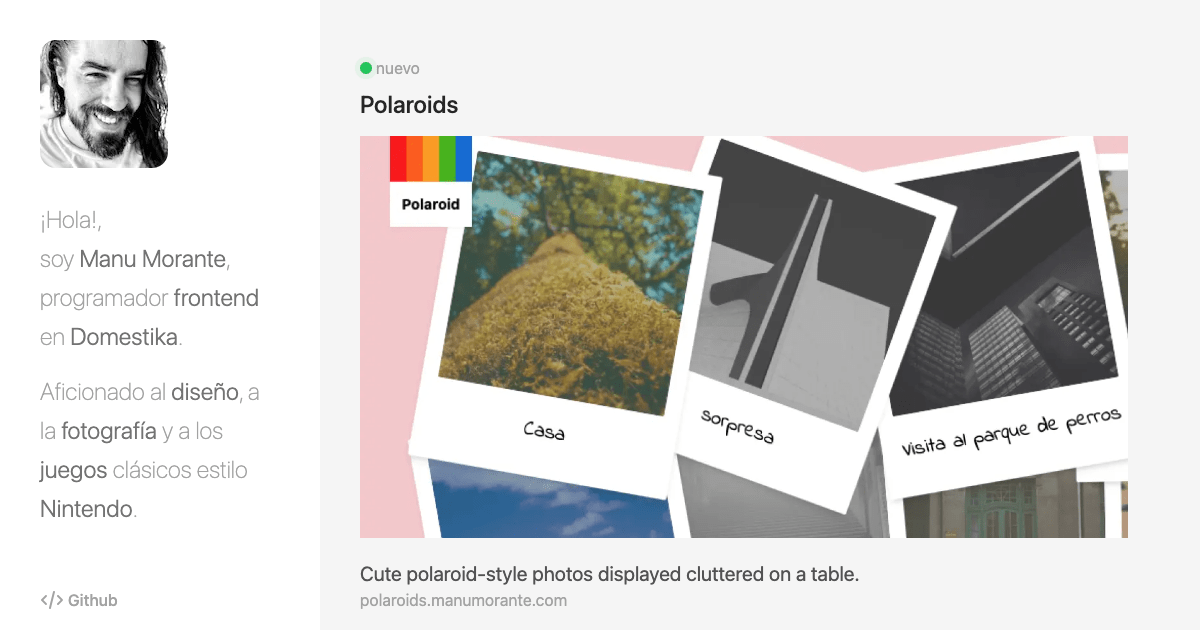 ¡Hola!,
soy Manu Morante,
programador frontend
en Domestika.
Aficionado al diseño, a
la fotografía y a los
juegos clásicos estilo
Nintendo.
</> Github
nuevo
Polaroids
Polaroid
Casa
Sorpresa
Visita al parque de perros
Cute polaroid-style photos displayed cluttered on a table.
polaroids.manumorante.com